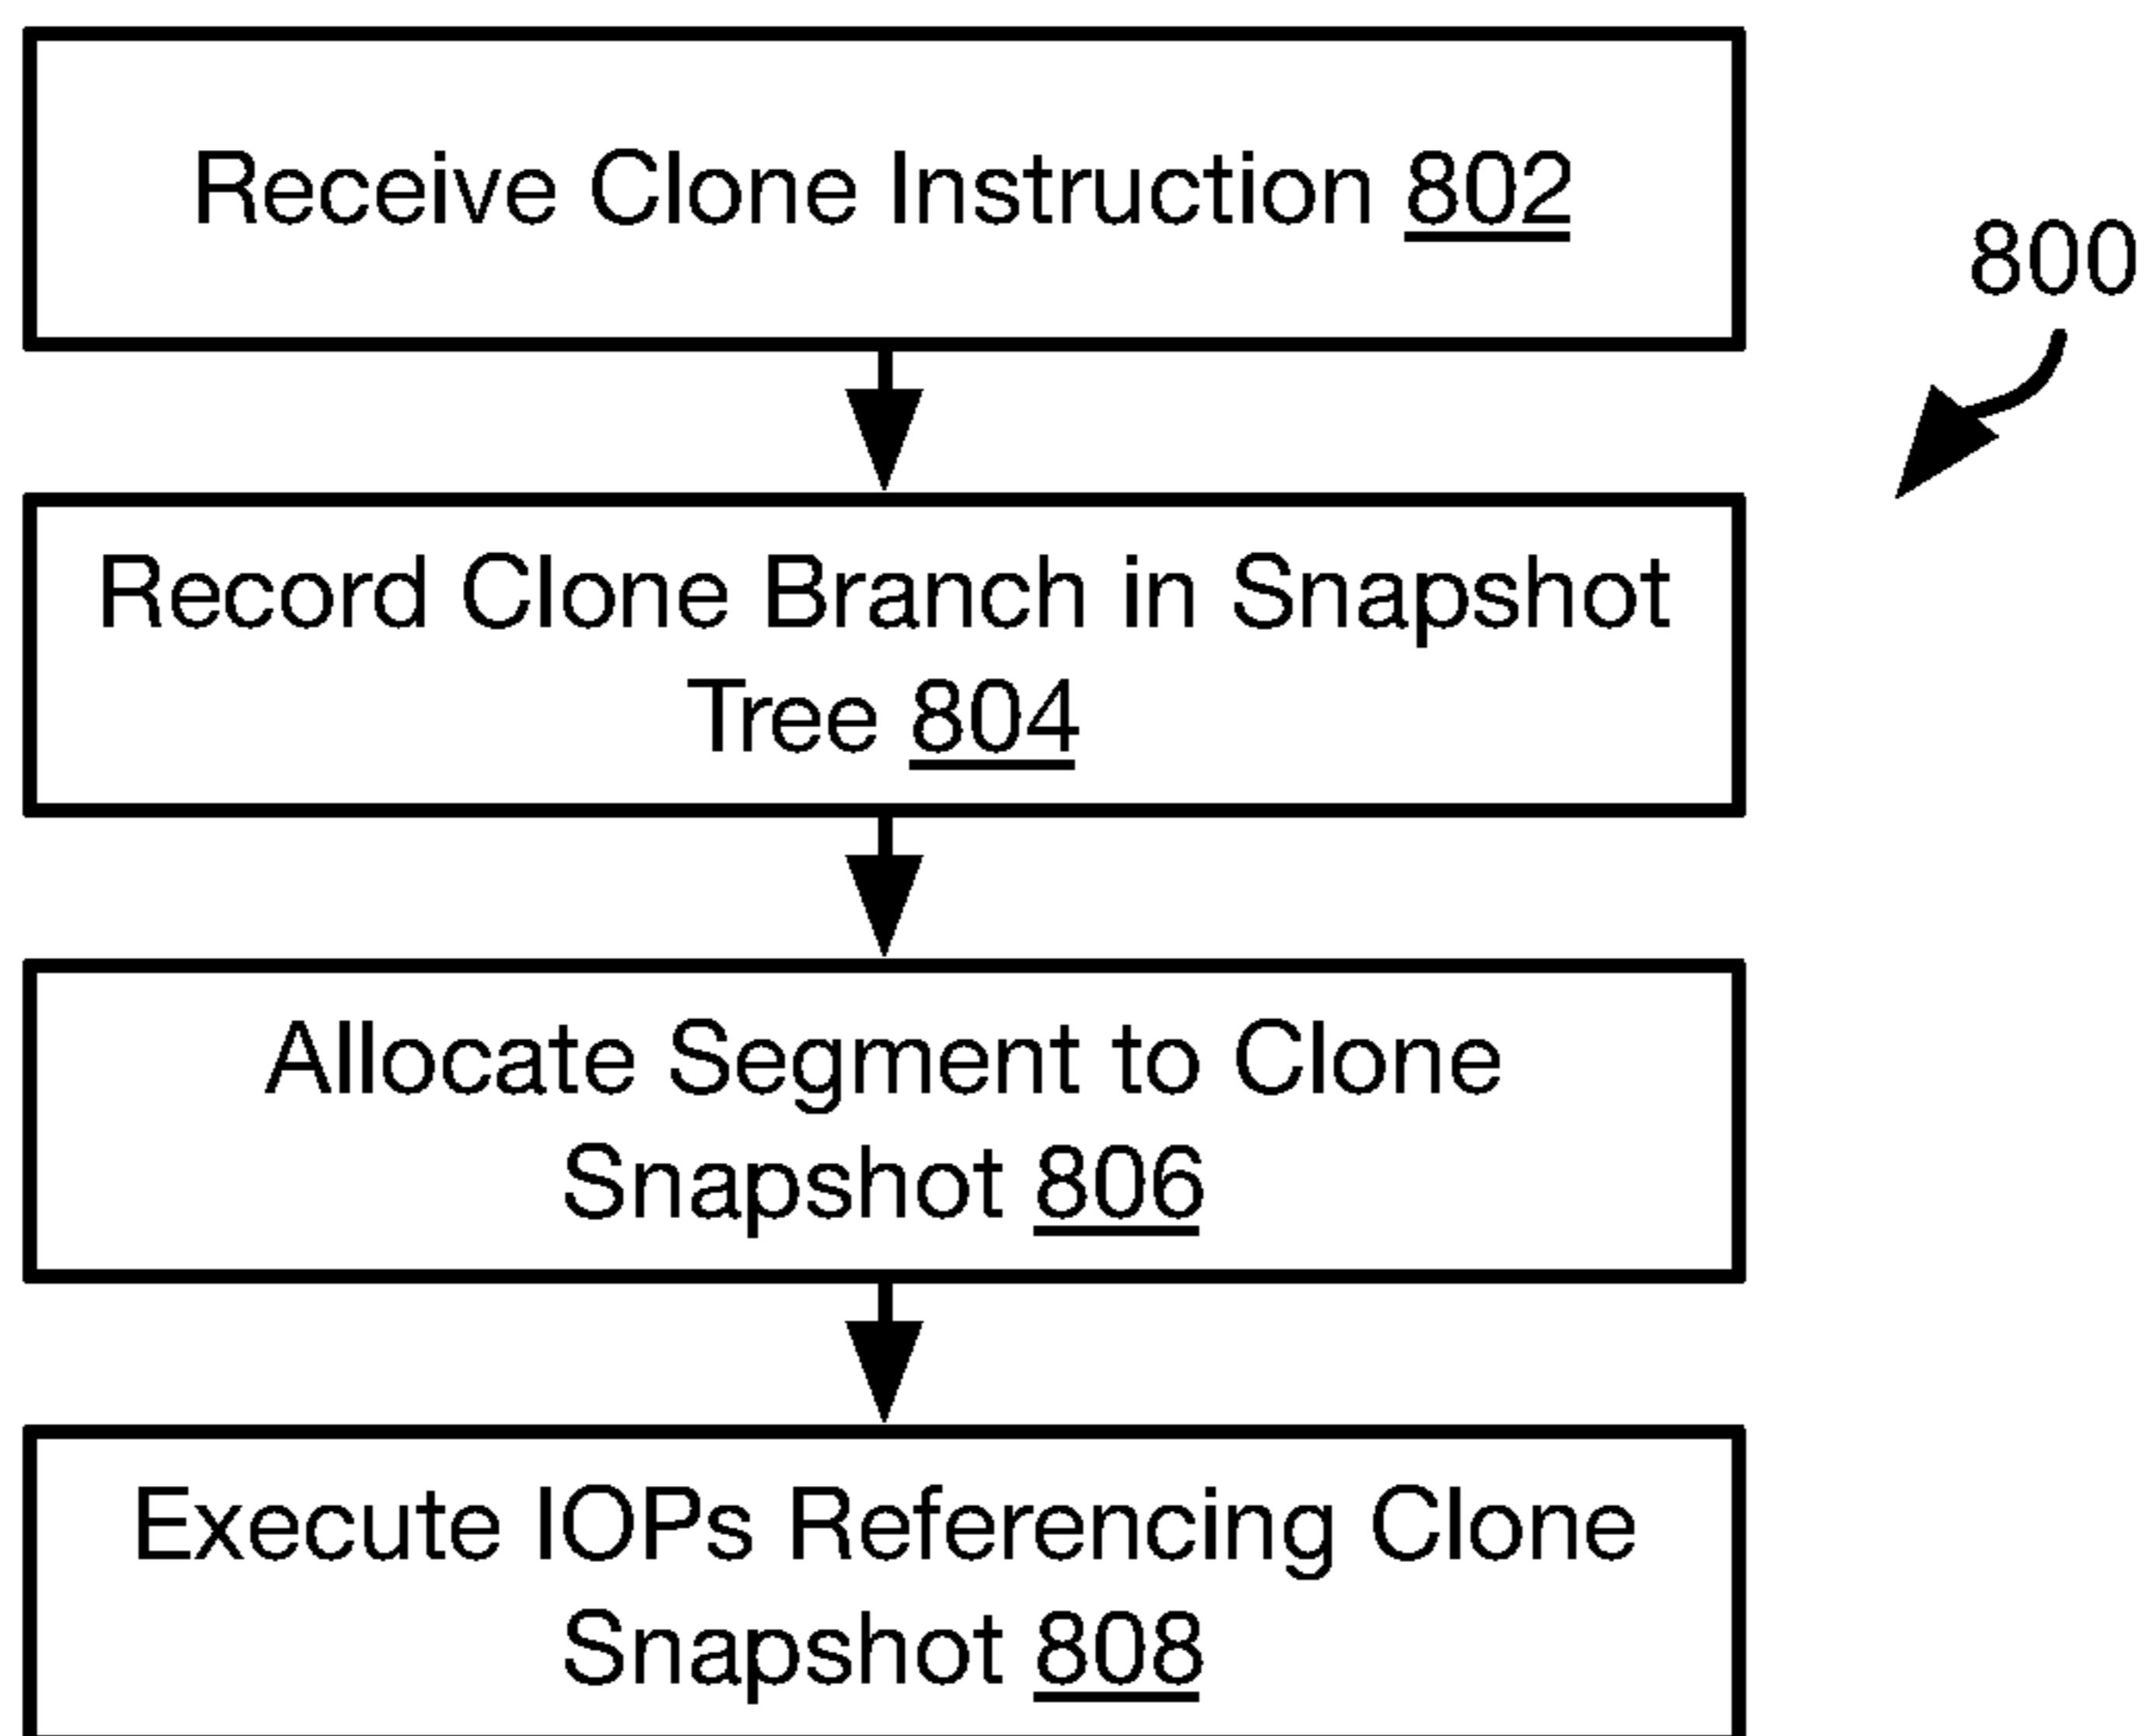 Receive Clone Instruction 802
800
Record Clone Branch in Snapshot
Tree 804
Allocate Segment to Clone
Snapshot 806
Execute IOPs Referencing Clone
Snapshot 808